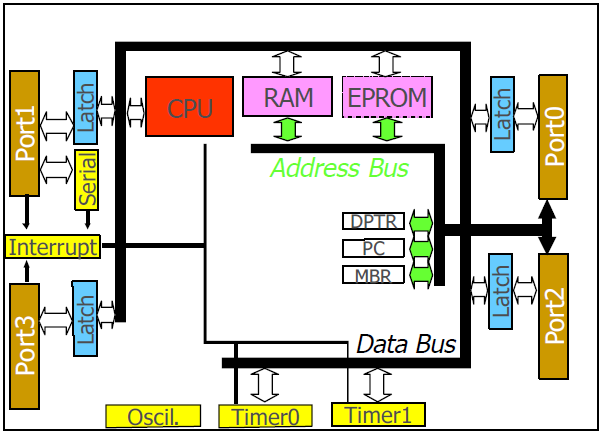 CPU
RAM
EPROM
Port1
Latch
Serial
Latch
Port0
Address Bus
DPTR
PC
MBR
Interrupt
Port3
Latch
Latch
Port2
Data Bus
Oscil.
Timer0
Timer1